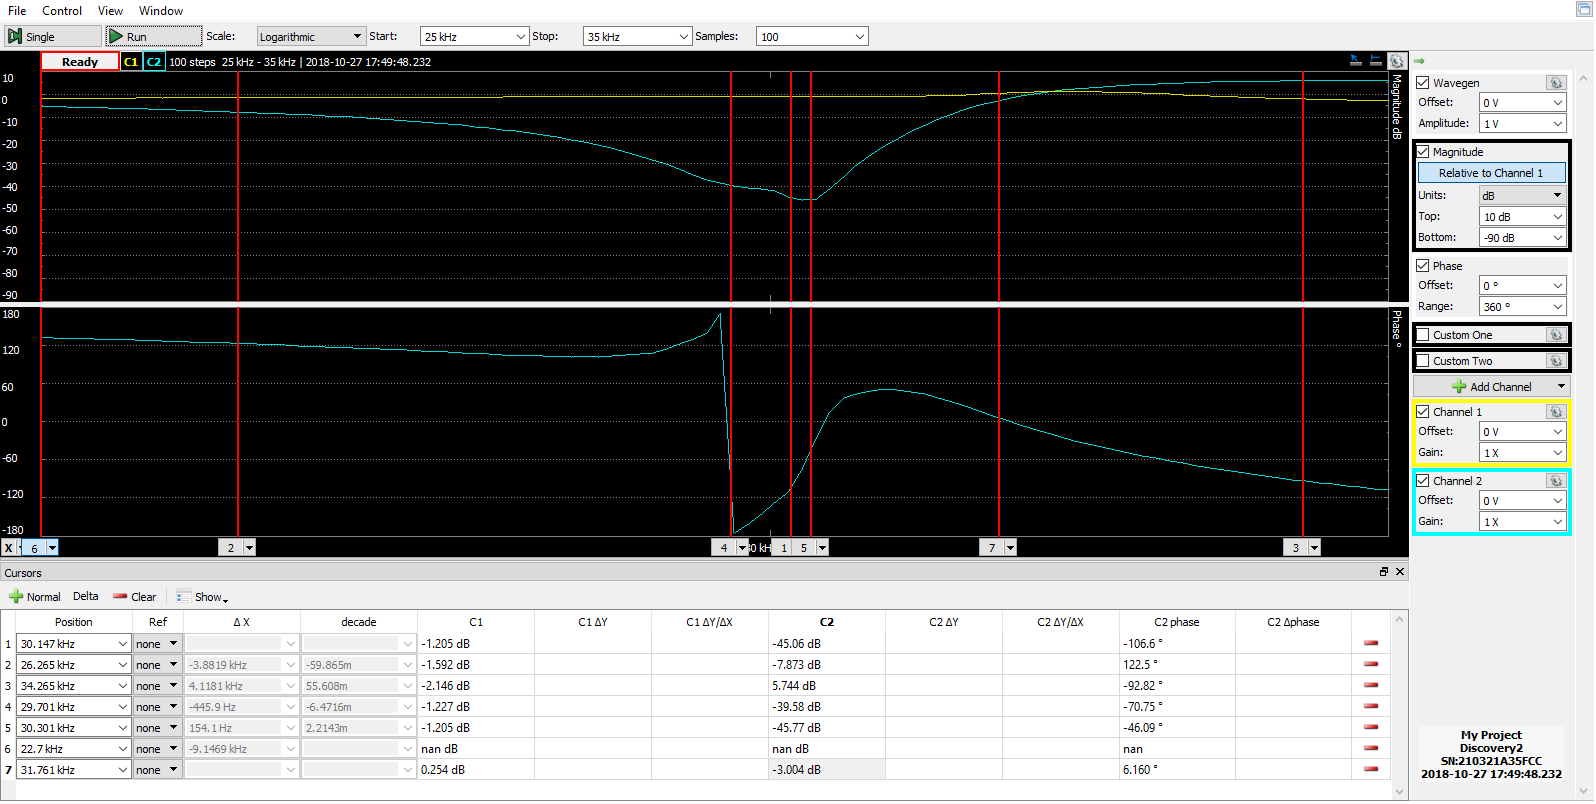 File Control View Window
Single Run Scale: Logarithmic Start: 25 kHz Stop: 35 kHz Samples: 100
Ready C1 C2 100 steps 25 kHz - 35 kHz | 2018-10-27 17:49:48.232
10
0
-10
-20
-30
-40
-50
-60
-70
-80
-90
Magnitude dB
180
120
60
0
-60
-120
-180
Phase °
X 6 2 4 30 kHz 1 5 7 3
Wavegen
Offset: 0 V
Amplitude: 1 V
Magnitude
Relative to Channel 1
Units: dB
Top: 10 dB
Bottom: -90 dB
Phase
Offset: 0 °
Range: 360 °
Custom One
Custom Two
Add Channel
Channel 1
Offset: 0 V
Gain: 1 X
Channel 2
Offset: 0 V
Gain: 1 X
My Project
Discovery2
SN:210321A35FCC
2018-10-27 17:49:48.232
Cursors
Normal Delta Clear Show
Position Ref Δ X decade C1 C1 ΔY C1 ΔY/ΔX C2 C2 ΔY C2 ΔY/ΔX C2 phase C2 Δphase
1 30.147 kHz none -1.205 dB -45.06 dB -106.6 °
2 26.265 kHz none -3.8819 kHz -59.865m -1.592 dB -7.873 dB 122.5 °
3 34.265 kHz none 4.1181 kHz 55.608m -2.146 dB 5.744 dB -92.82 °
4 29.701 kHz none -445.9 Hz -6.4716m -1.227 dB -39.58 dB -70.75 °
5 30.301 kHz none 154.1 Hz 2.2143m -1.205 dB -45.77 dB -46.09 °
6 22.7 kHz none -9.1469 kHz nan dB nan dB nan
7 31.761 kHz none 0.254 dB -3.004 dB 6.160 °